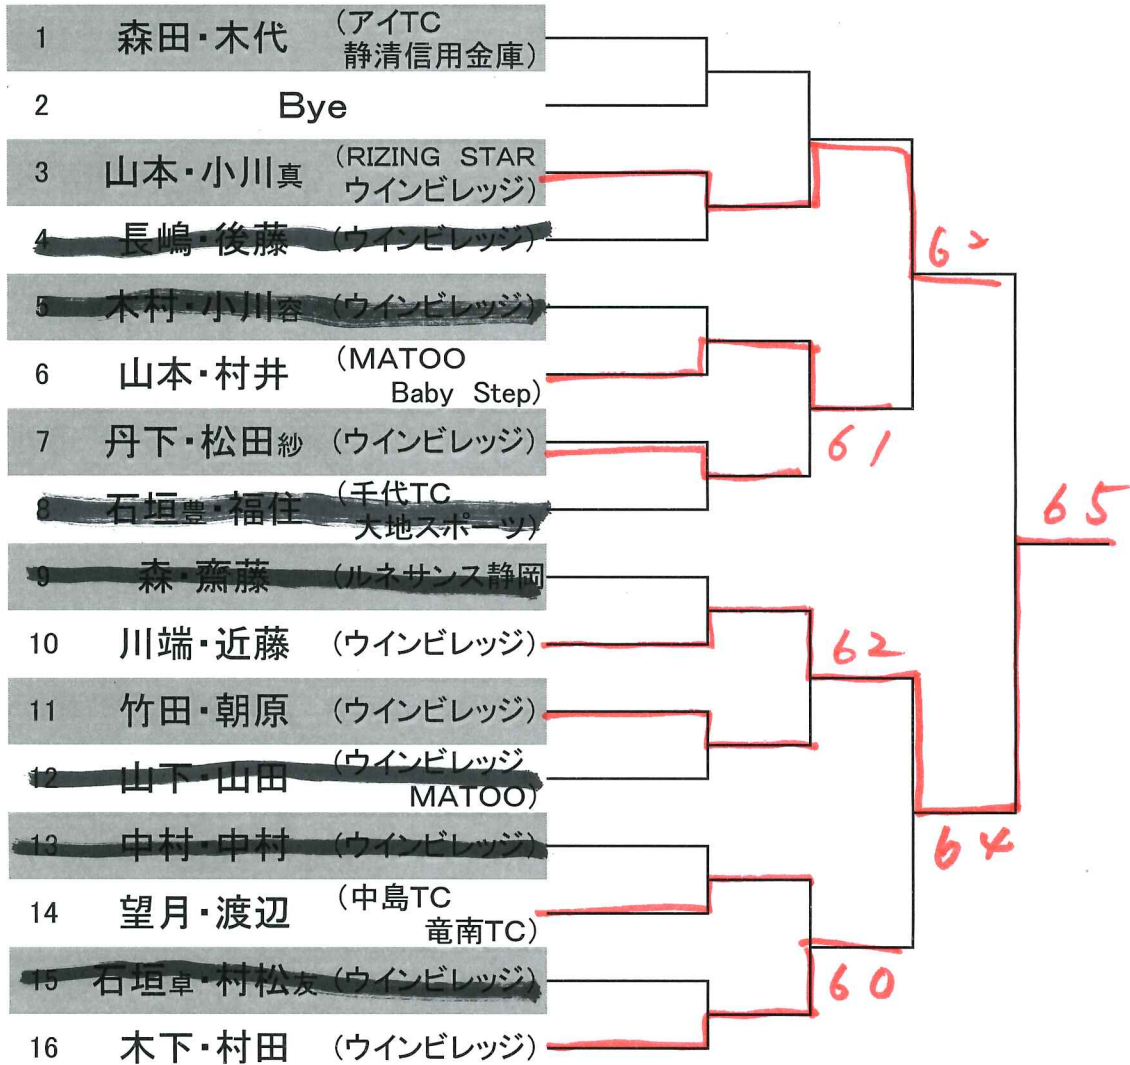 1 森田・木代 (アイTC
静清信用金庫)
2 Bye
3 山本・小川真 (RIZING STAR
ウインビレッジ)
4 長嶋・後藤 (ウインビレッジ)
62
5 木村・小川容 (ウインビレッジ)
6 山本・村井 (MATOO
Baby Step)
7 丹下・松田紗 (ウインビレッジ)
61
8 石垣豊・福住 (千代TC
大地スポーツ)
65
9 森・齋藤 (ルネサンス静岡
10 川端・近藤 (ウインビレッジ)
62
11 竹田・朝原 (ウインビレッジ)
12 山下・山田 (ウインビレッジ
MATOO)
13 中村・中村 (ウインビレッジ)
64
14 望月・渡辺 (中島TC
竜南TC)
15 石垣卓・村松友 (ウインビレッジ)
60
16 木下・村田 (ウインビレッジ)